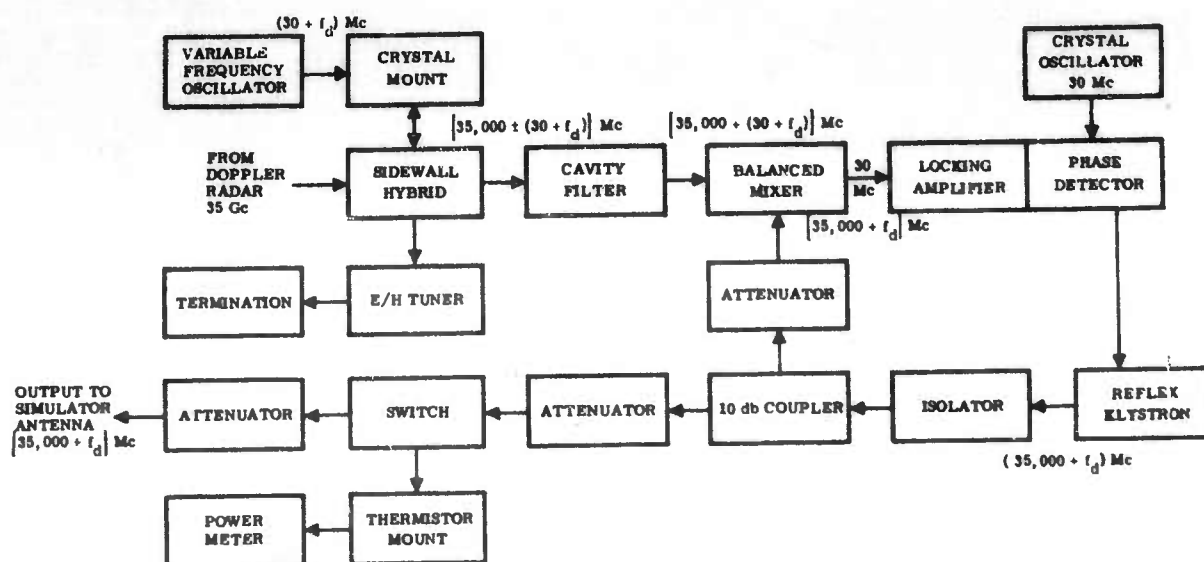 (30 + f_d) Mc
VARIABLE
FREQUENCY
OSCILLATOR
CRYSTAL
MOUNT
CRYSTAL
OSCILLATOR
30 Mc
[35,000 ± (30 + f_d)] Mc
[35,000 + (30 + f_d)] Mc
FROM
DOPPLER
RADAR
35 Gc
SIDEWALL
HYBRID
CAVITY
FILTER
BALANCED
MIXER
30
Mc
LOCKING
AMPLIFIER
PHASE
DETECTOR
[35,000 + f_d] Mc
TERMINATION
E/H TUNER
ATTENUATOR
OUTPUT TO
SIMULATOR
ANTENNA
[35,000 + f_d] Mc
ATTENUATOR
SWITCH
ATTENUATOR
10 db COUPLER
ISOLATOR
REFLEX
KLYSTRON
(35,000 + f_d) Mc
POWER
METER
THERMISTOR
MOUNT